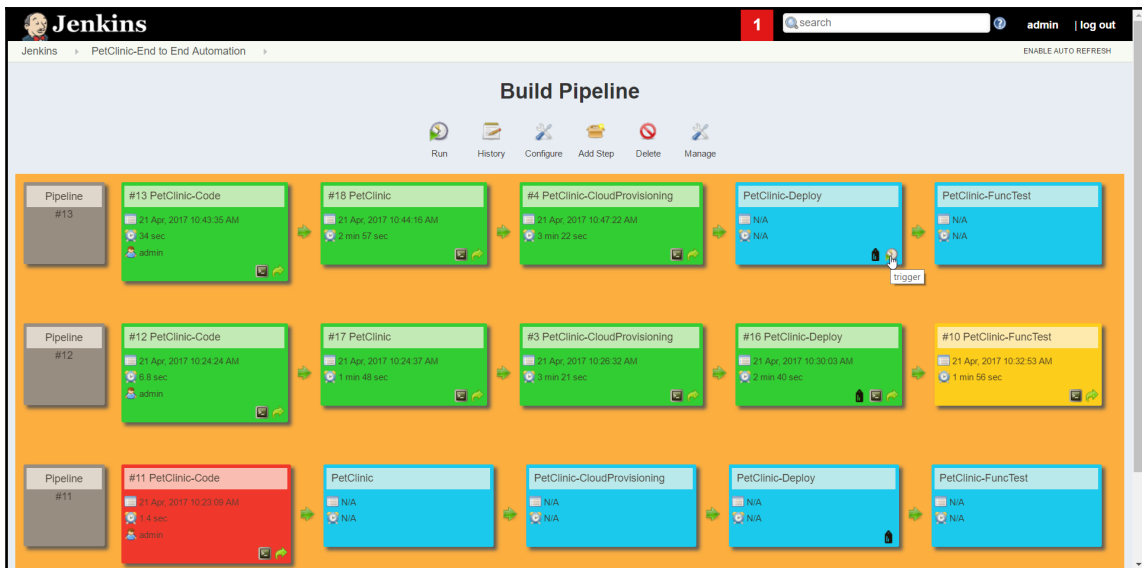 Jenkins
1
search
admin | log out
Jenkins
PetClinic-End to End Automation
ENABLE AUTO REFRESH
Build Pipeline
Run
History
Configure
Add Step
Delete
Manage
Pipeline
#13
#13 PetClinic-Code
21 Apr, 2017 10:43:35 AM
34 sec
admin
#18 PetClinic
21 Apr, 2017 10:44:16 AM
2 min 57 sec
#4 PetClinic-CloudProvisioning
21 Apr, 2017 10:47:22 AM
3 min 22 sec
PetClinic-Deploy
N/A
N/A
trigger
PetClinic-FuncTest
N/A
N/A
Pipeline
#12
#12 PetClinic-Code
21 Apr, 2017 10:24:24 AM
6.8 sec
admin
#17 PetClinic
21 Apr, 2017 10:24:37 AM
1 min 48 sec
#3 PetClinic-CloudProvisioning
21 Apr, 2017 10:26:32 AM
3 min 21 sec
#16 PetClinic-Deploy
21 Apr, 2017 10:30:03 AM
2 min 40 sec
#10 PetClinic-FuncTest
21 Apr, 2017 10:32:53 AM
1 min 56 sec
Pipeline
#11
#11 PetClinic-Code
21 Apr, 2017 10:23:09 AM
1.4 sec
admin
PetClinic
N/A
N/A
PetClinic-CloudProvisioning
N/A
N/A
PetClinic-Deploy
N/A
N/A
PetClinic-FuncTest
N/A
N/A